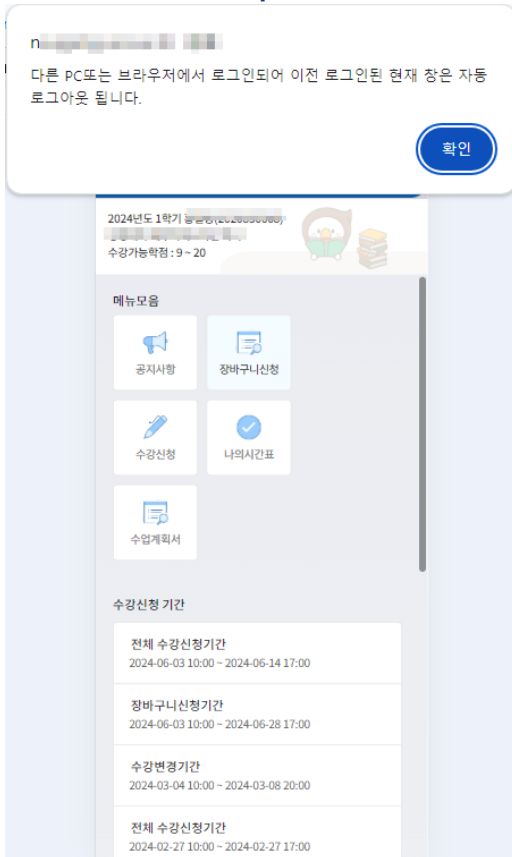 다른 PC또는 브라우저에서 로그인되어 이전 로그인된 현재 창은 자동
로그아웃 됩니다.
확인
2024년도 1학기
수강가능학점 : 9 ~ 20
메뉴모음
공지사항
장바구니신청
수강신청
나의시간표
수업계획서
수강신청 기간
전체 수강신청기간
2024-06-03 10:00 ~ 2024-06-14 17:00
장바구니신청기간
2024-06-03 10:00 ~ 2024-06-28 17:00
수강변경기간
2024-03-04 10:00 ~ 2024-03-08 20:00
전체 수강신청기간
2024-02-27 10:00 ~ 2024-02-27 17:00